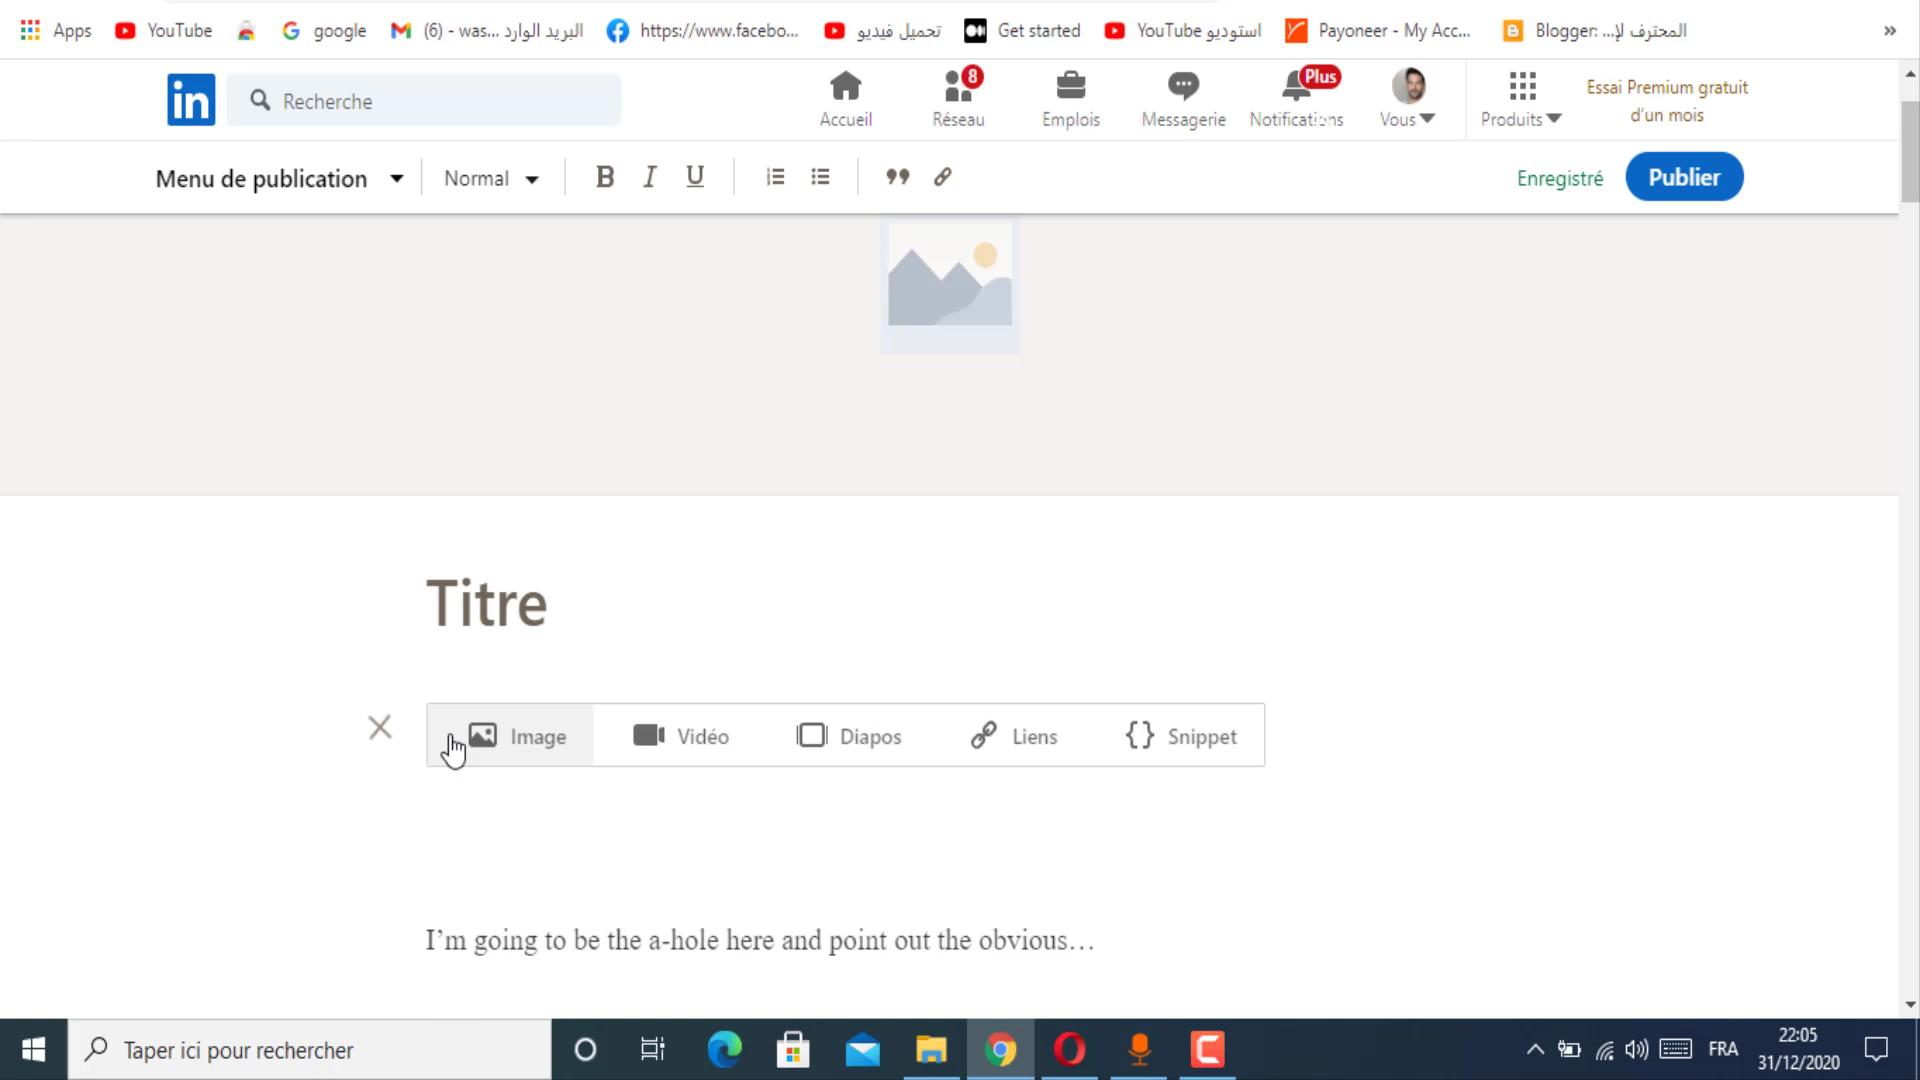 Apps YouTube google (6) - was... البريد الوارد https://www.facebo... تحميل فيديو Get started استوديو YouTube Payoneer - My Acc... Blogger: ...المحترف لإ »
in Recherche Accueil Réseau 8 Emplois Messagerie Notifications Plus Vous Produits Essai Premium gratuit
d'un mois
Menu de publication Normal B I U Enregistré Publier
Titre
Image Vidéo Diapos Liens {} Snippet
I'm going to be the a-hole here and point out the obvious…
Taper ici pour rechercher FRA 22:05
31/12/2020